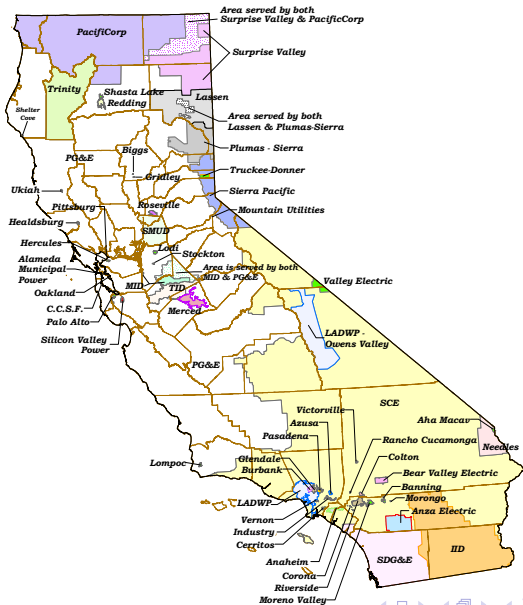 Area served by both
Surprise Valley & PacificCorp
PacifiCorp
Surprise Valley
Trinity
Shasta Lake
Redding
Lassen
Shelter
Cove
Area served by both
Lassen & Plumas-Sierra
Biggs
Plumas - Sierra
PG&E
Gridley
Truckee-Donner
Ukiah
Sierra Pacific
Pittsburg
Roseville
Mountain Utilities
Healdsburg
SMUD
Hercules
Lodi
Stockton
Alameda
Municipal
Power
Area is served by both
MID & PG&E
Valley Electric
Oakland
MID
TID
C.C.S.F.
Merced
Palo Alto
LADWP -
Owens Valley
Silicon Valley
Power
PG&E
SCE
Victorville
Azusa
Aha Macav
Pasadena
Rancho Cucamonga
Needles
Glendale
Colton
Lompoc
Burbank
Bear Valley Electric
Banning
LADWP
Morongo
Vernon
Anza Electric
Industry
Cerritos
Anaheim
SDG&E
IID
Corona
Riverside
Moreno Valley